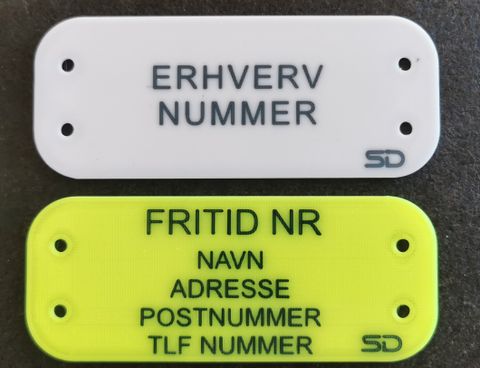 ERHVERV
NUMMER
SD
FRITID NR
NAVN
ADRESSE
POSTNUMMER
TLF NUMMER
SD